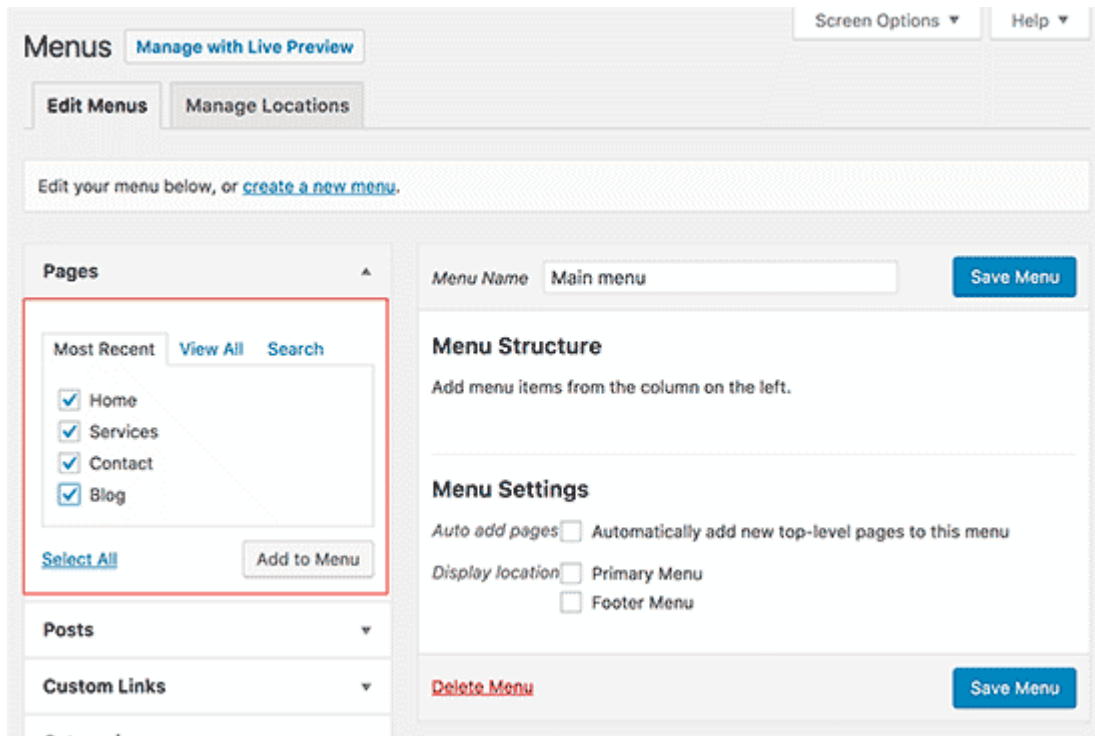 Screen Options ▼ Help ▼
Menus Manage with Live Preview
Edit Menus Manage Locations
Edit your menu below, or create a new menu.
Pages ▲
Most Recent View All Search
Home
Services
Contact
Blog
Select All Add to Menu
Posts ▼
Custom Links ▼
Menu Name Main menu Save Menu
Menu Structure
Add menu items from the column on the left.
Menu Settings
Auto add pages Automatically add new top-level pages to this menu
Display location Primary Menu
Footer Menu
Delete Menu Save Menu